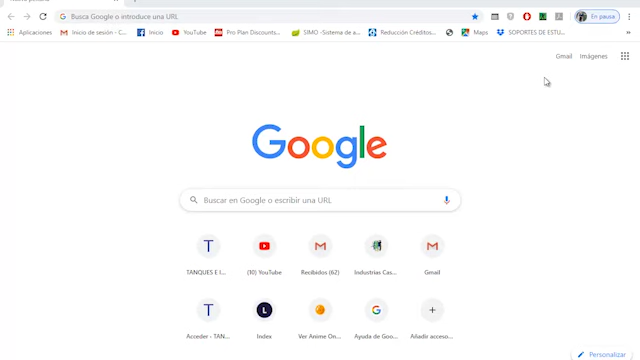 Busca Google o introduce una URL
En pausa
Aplicaciones
Inicio de sesión - C...
Inicio
YouTube
Pro Plan Discounts...
SIMO -Sistema de a...
Reducción Créditos...
Maps
SOPORTES DE ESTU...
»
Gmail
Imágenes
Google
Buscar en Google o escribir una URL
TANQUES E I...
(10) YouTube
Recibidos (62)
Industrias Cas...
Gmail
Acceder - TAN...
Index
Ver Anime On...
Ayuda de Goo...
Añadir acceso...
Personalizar